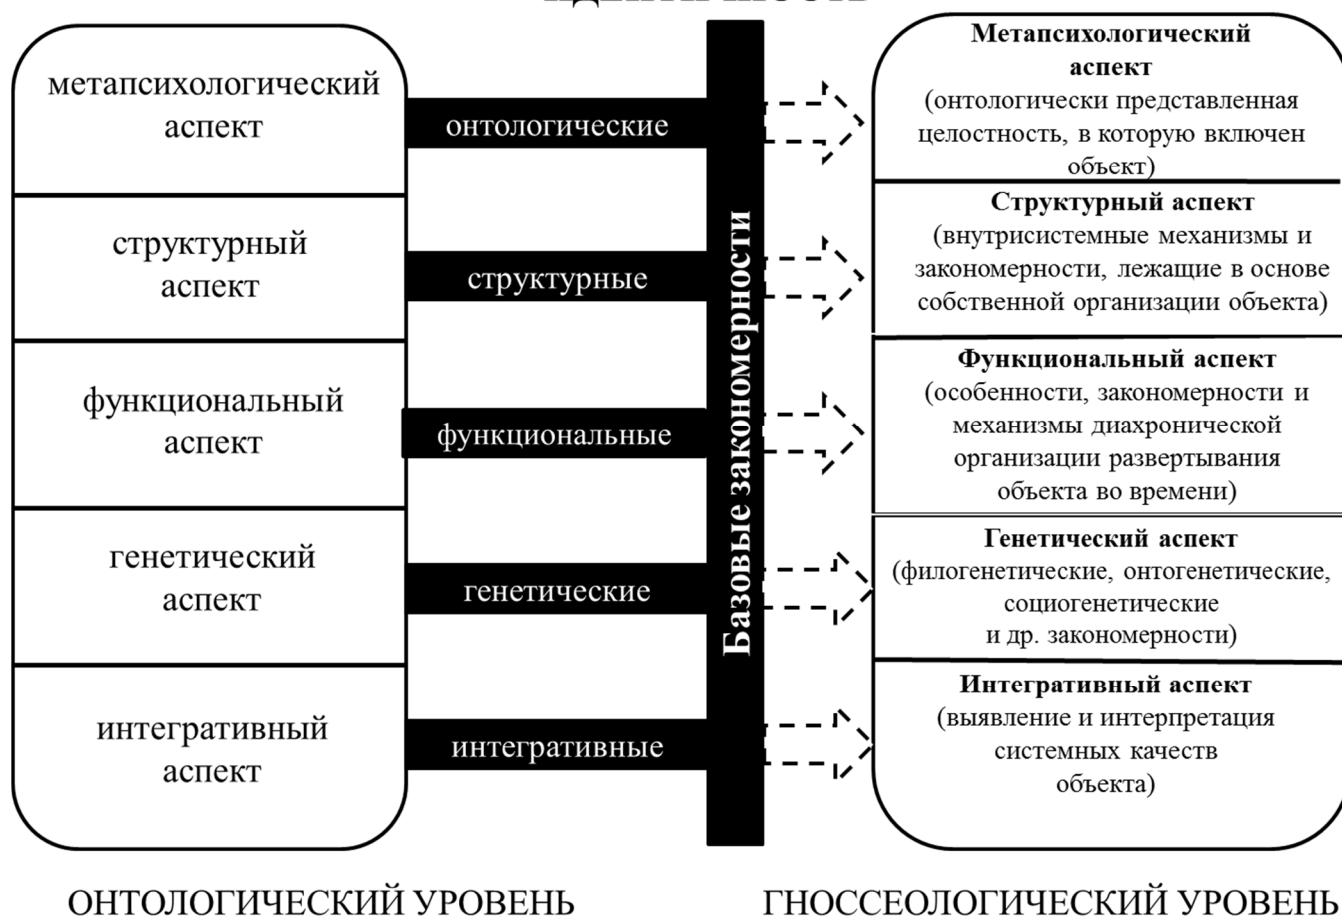 метапсихологический
аспект
структурный
аспект
функциональный
аспект
генетический
аспект
интегративный
аспект
онтологические
структурные
функциональные
генетические
интегративные
Базовые закономерности
Метапсихологический
аспект
(онтологически представленная
целостность, в которую включен
объект)
Структурный аспект
(внутрисистемные механизмы и
закономерности, лежащие в основе
собственной организации объекта)
Функциональный аспект
(особенности, закономерности и
механизмы диахронической
организации развертывания
объекта во времени)
Генетический аспект
(филогенетические, онтогенетические,
социогенетические
и др. закономерности)
Интегративный аспект
(выявление и интерпретация
системных качеств
объекта)
ОНТОЛОГИЧЕСКИЙ УРОВЕНЬ
ГНОССЕОЛОГИЧЕСКИЙ УРОВЕНЬ